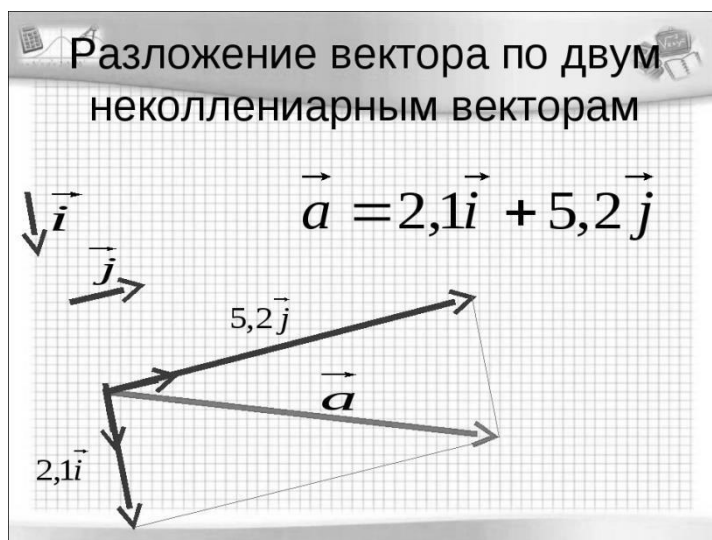 Разложение вектора по двум
неколлениарным векторам
a⃗ = 2,1i⃗ + 5,2j⃗
i⃗
j⃗
5,2j⃗
a⃗
2,1i⃗